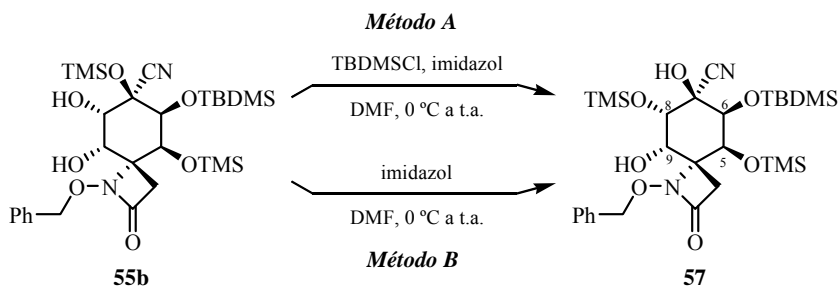 Método A
TMSO CN
HO
OTBDMS
HO
OTMS
O N
Ph
O
55b
TBDMSCl, imidazol
DMF, 0 ºC a t.a.
imidazol
DMF, 0 ºC a t.a.
Método B
HO CN
TMSO 8 6 OTBDMS
HO 9 5 OTMS
O N
Ph
O
57